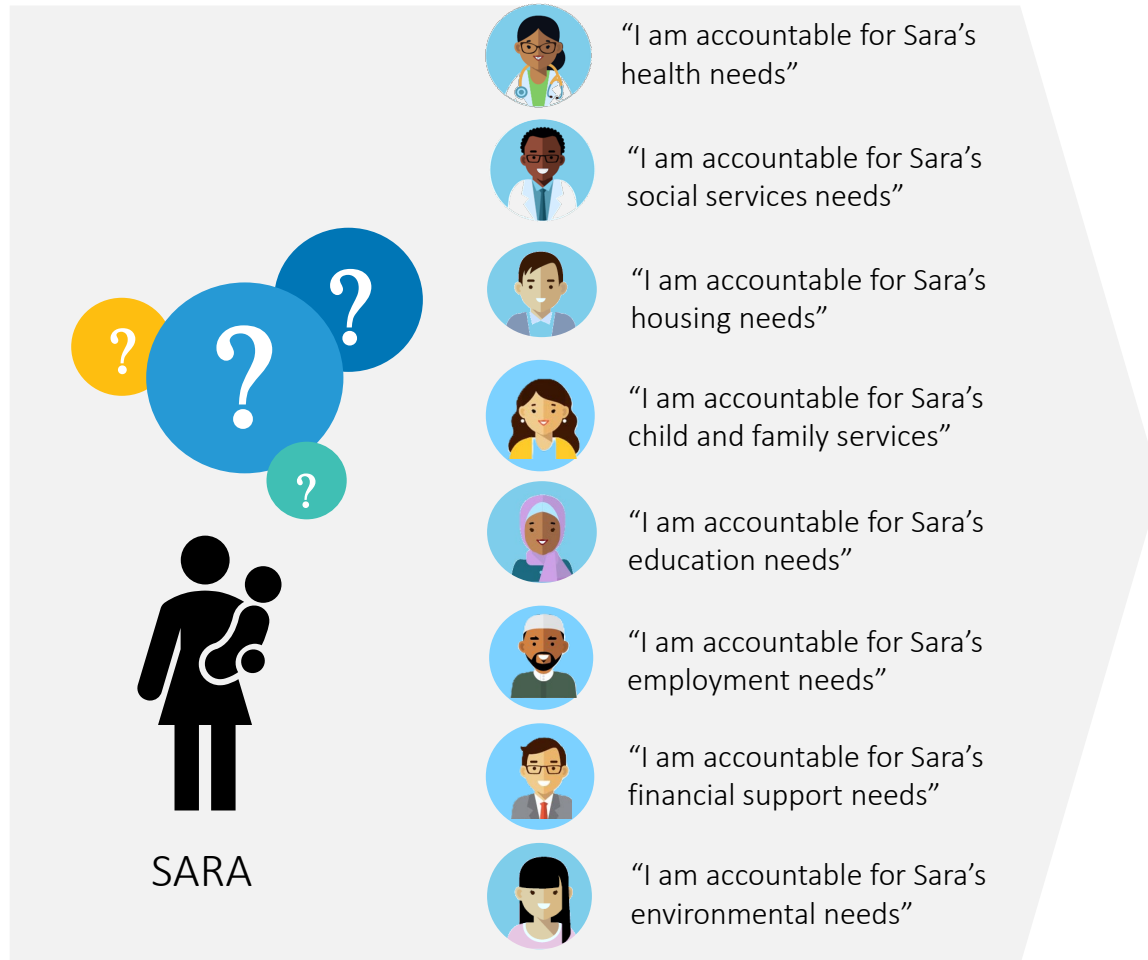 “I am accountable for Sara’s
health needs”
“I am accountable for Sara’s
social services needs”
“I am accountable for Sara’s
housing needs”
“I am accountable for Sara’s
child and family services”
“I am accountable for Sara’s
education needs”
“I am accountable for Sara’s
employment needs”
“I am accountable for Sara’s
financial support needs”
“I am accountable for Sara’s
environmental needs”
?
?
?
?
SARA